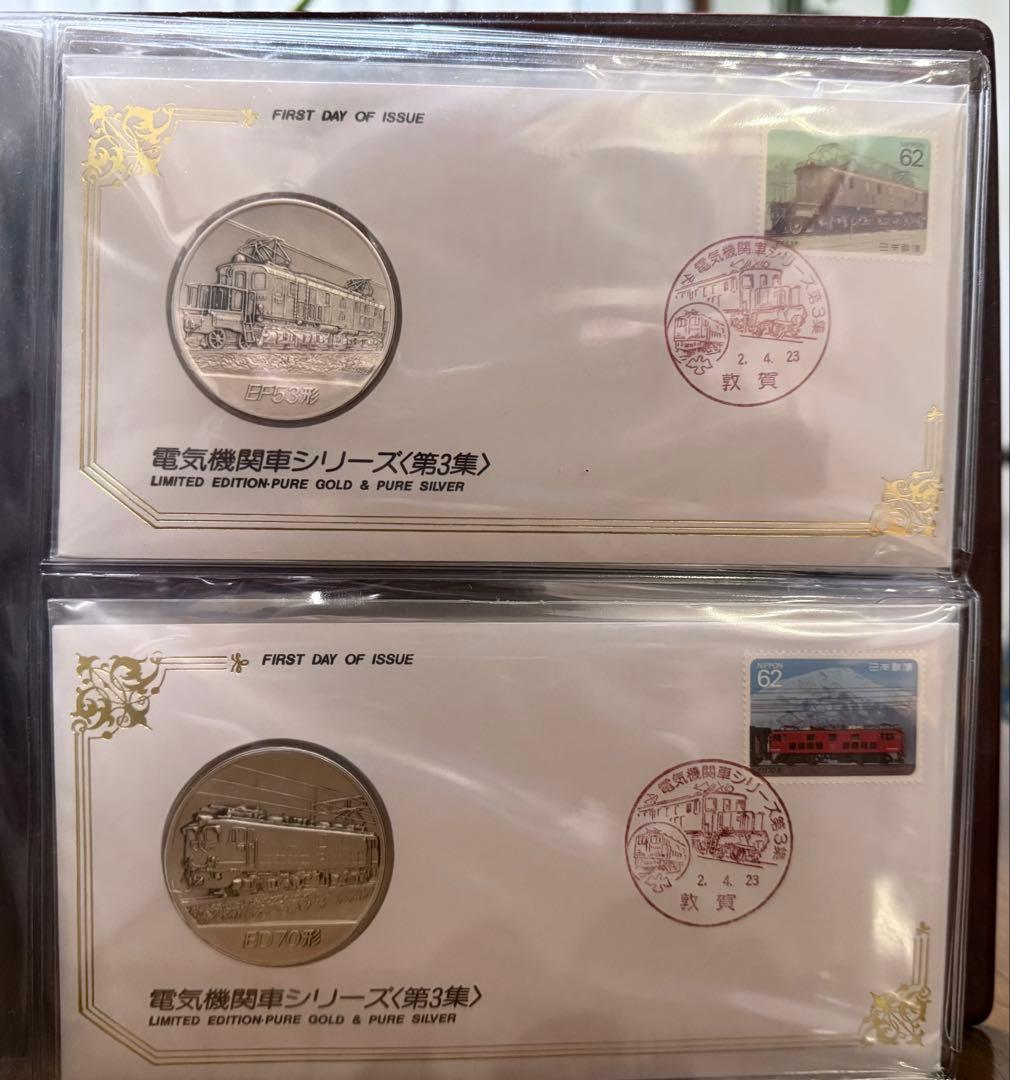 FIRST DAY OF ISSUE
NIPPON
62
日本郵便
電気機関車シリーズ第3集
2. 4. 23
敦賀
EF53形
電気機関車シリーズ〈第3集〉
LIMITED EDITION·PURE GOLD & PURE SILVER
FIRST DAY OF ISSUE
NIPPON
62
日本郵便
電気機関車シリーズ第3集
2. 4. 23
敦賀
ED70形
電気機関車シリーズ〈第3集〉
LIMITED EDITION·PURE GOLD & PURE SILVER